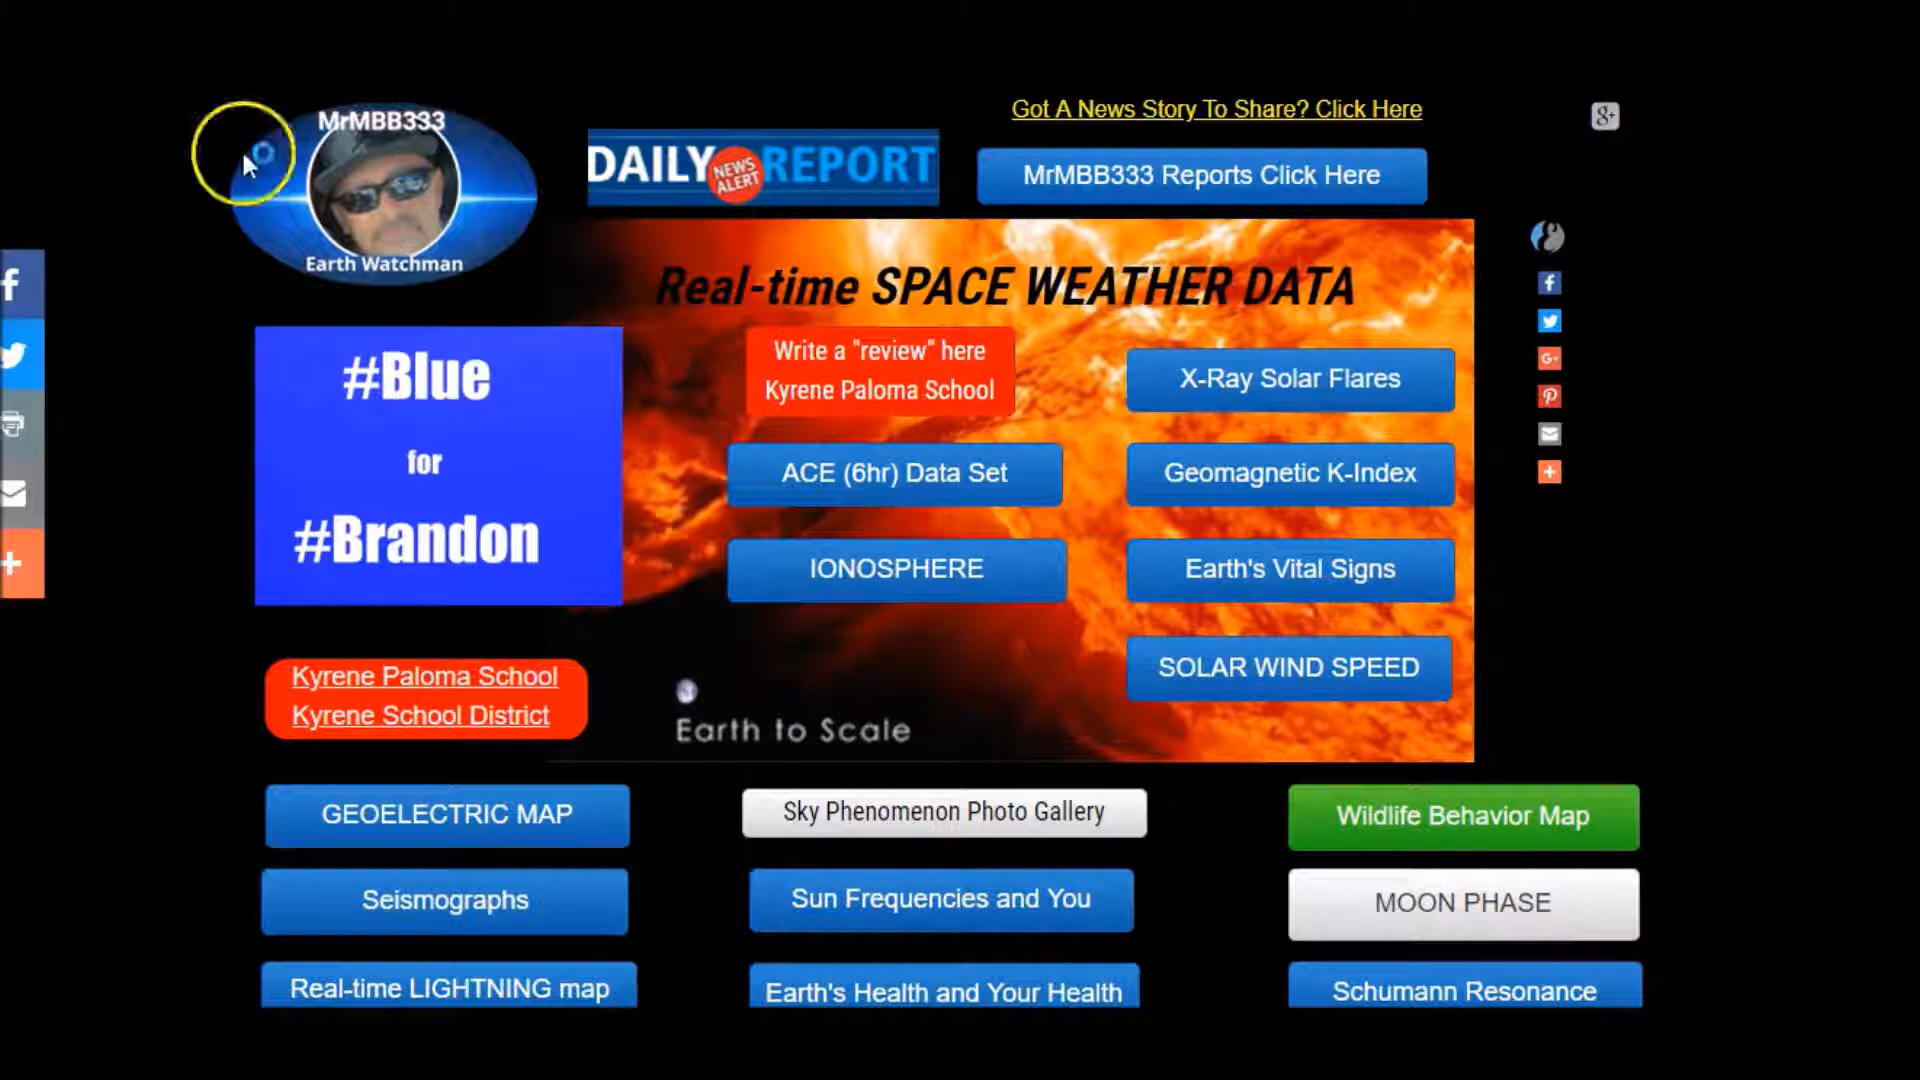 MrMBB333
Earth Watchman
DAILY NEWS ALERT REPORT
Got A News Story To Share? Click Here
MrMBB333 Reports Click Here
Real-time SPACE WEATHER DATA
#Blue
for
#Brandon
Write a "review" here
Kyrene Paloma School
X-Ray Solar Flares
ACE (6hr) Data Set
Geomagnetic K-Index
IONOSPHERE
Earth's Vital Signs
SOLAR WIND SPEED
Kyrene Paloma School
Kyrene School District
Earth to Scale
GEOELECTRIC MAP
Sky Phenomenon Photo Gallery
Wildlife Behavior Map
Seismographs
Sun Frequencies and You
MOON PHASE
Real-time LIGHTNING map
Earth's Health and Your Health
Schumann Resonance